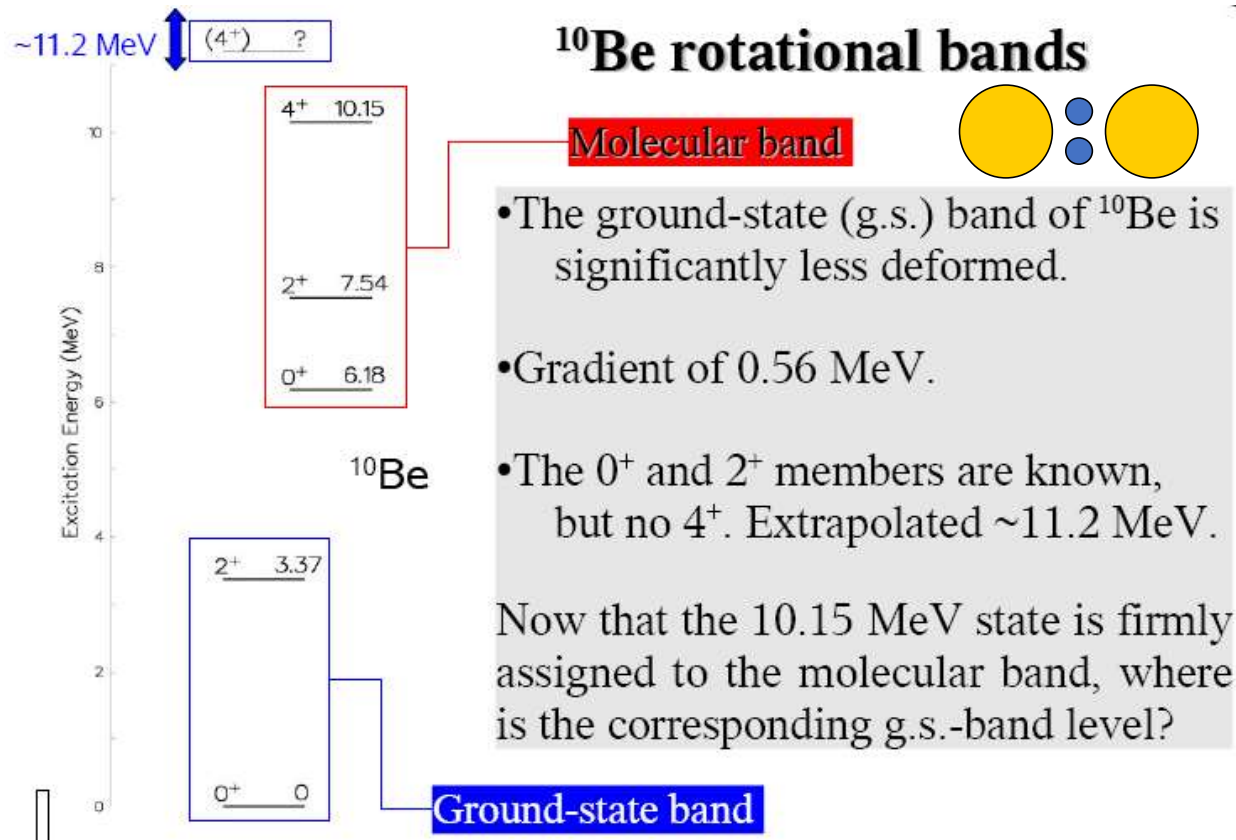 ¹⁰Be rotational bands
~11.2 MeV
(4⁺) ?
4⁺ 10.15
Molecular band
2⁺ 7.54
0⁺ 6.18
¹⁰Be
2⁺ 3.37
0⁺ 0
Ground-state band
Excitation Energy (MeV)
10
8
6
4
2
0
•The ground-state (g.s.) band of ¹⁰Be is
significantly less deformed.
•Gradient of 0.56 MeV.
•The 0⁺ and 2⁺ members are known,
but no 4⁺. Extrapolated ~11.2 MeV.
Now that the 10.15 MeV state is firmly
assigned to the molecular band, where
is the corresponding g.s.-band level?